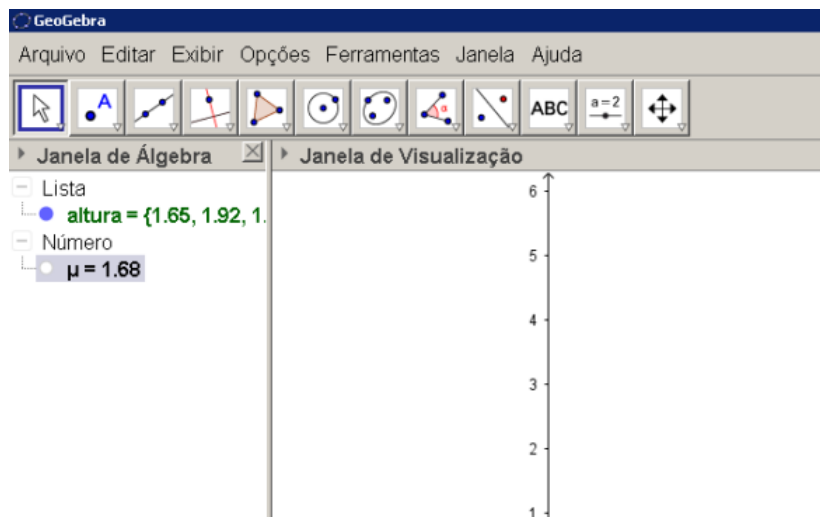 GeoGebra
Arquivo Editar Exibir Opções Ferramentas Janela Ajuda
A α ABC a=2
Janela de Álgebra
Lista
altura = {1.65, 1.92, 1.
Número
μ = 1.68
Janela de Visualização
6
5
4
3
2
1